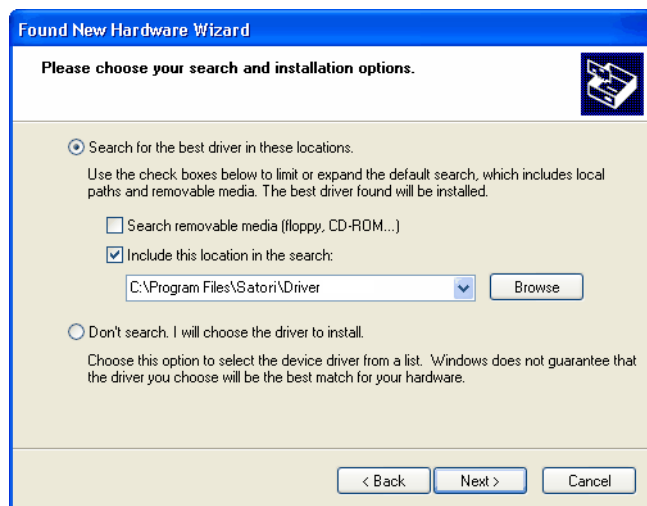 Found New Hardware Wizard
Please choose your search and installation options.
Search for the best driver in these locations.
Use the check boxes below to limit or expand the default search, which includes local
paths and removable media. The best driver found will be installed.
Search removable media (floppy, CD-ROM...)
Include this location in the search:
C:\Program Files\Satori\Driver
Browse
Don't search. I will choose the driver to install.
Choose this option to select the device driver from a list. Windows does not guarantee that
the driver you choose will be the best match for your hardware.
< Back
Next >
Cancel